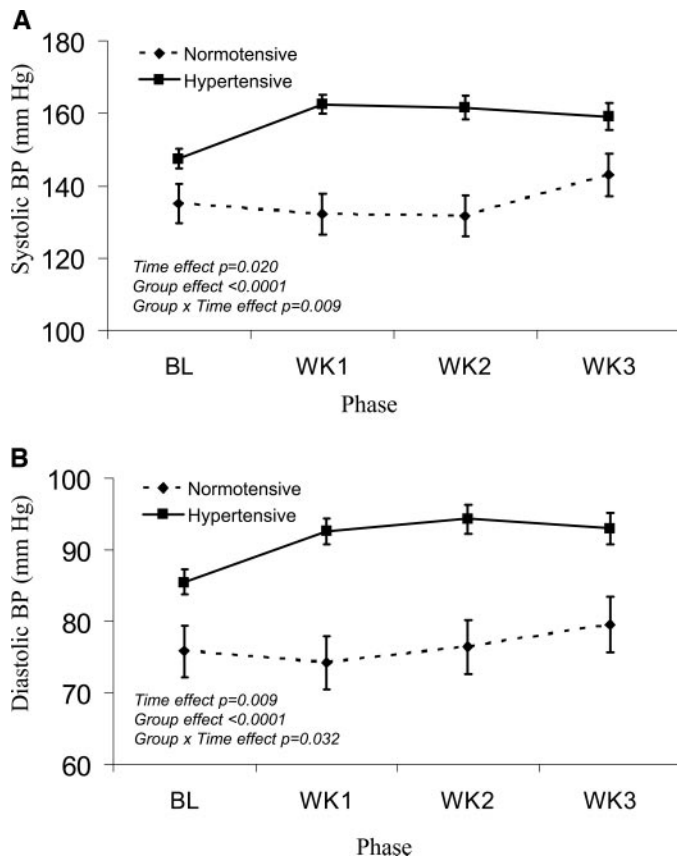 A
Normotensive
Hypertensive
Systolic BP (mm Hg)
180
160
140
120
100
Time effect p=0.020
Group effect <0.0001
Group x Time effect p=0.009
BL WK1 WK2 WK3
Phase
B
Normotensive
Hypertensive
Diastolic BP (mm Hg)
100
90
80
70
60
Time effect p=0.009
Group effect <0.0001
Group x Time effect p=0.032
BL WK1 WK2 WK3
Phase